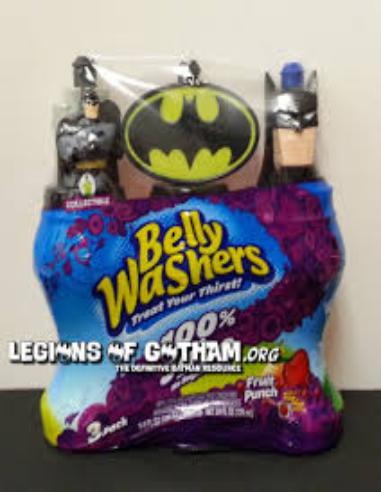 COLLECTIBLE
Belly
Washers
Treat Your Thirst!
100%
LEGIONS OF GOTHAM.ORG
THE DEFINITIVE BATMAN RESOURCE
Fruit
Punch
3-Pack